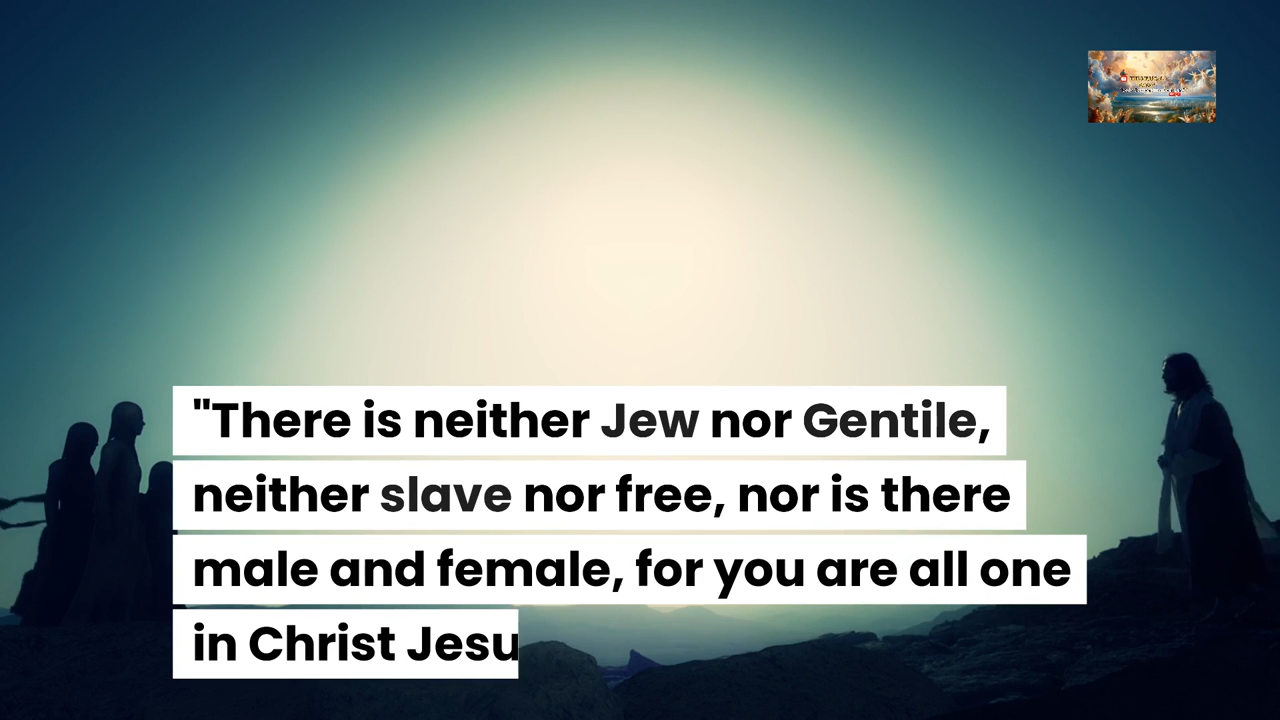 "There is neither Jew nor Gentile,
neither slave nor free, nor is there
male and female, for you are all one
in Christ Jesu